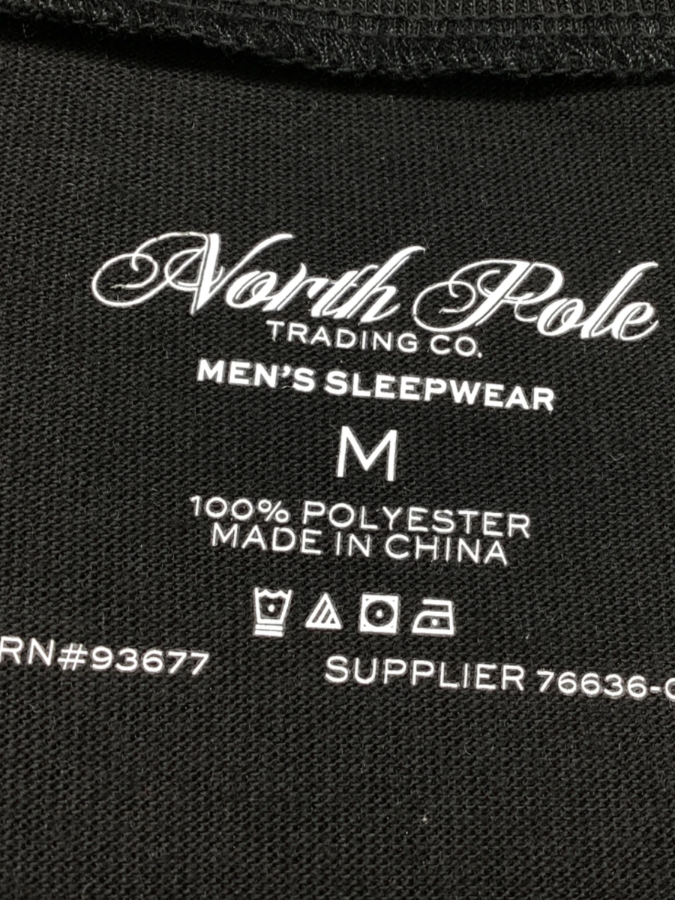 North Pole
TRADING CO.
MEN'S SLEEPWEAR
M
100% POLYESTER
MADE IN CHINA
RN#93677 SUPPLIER 76636-